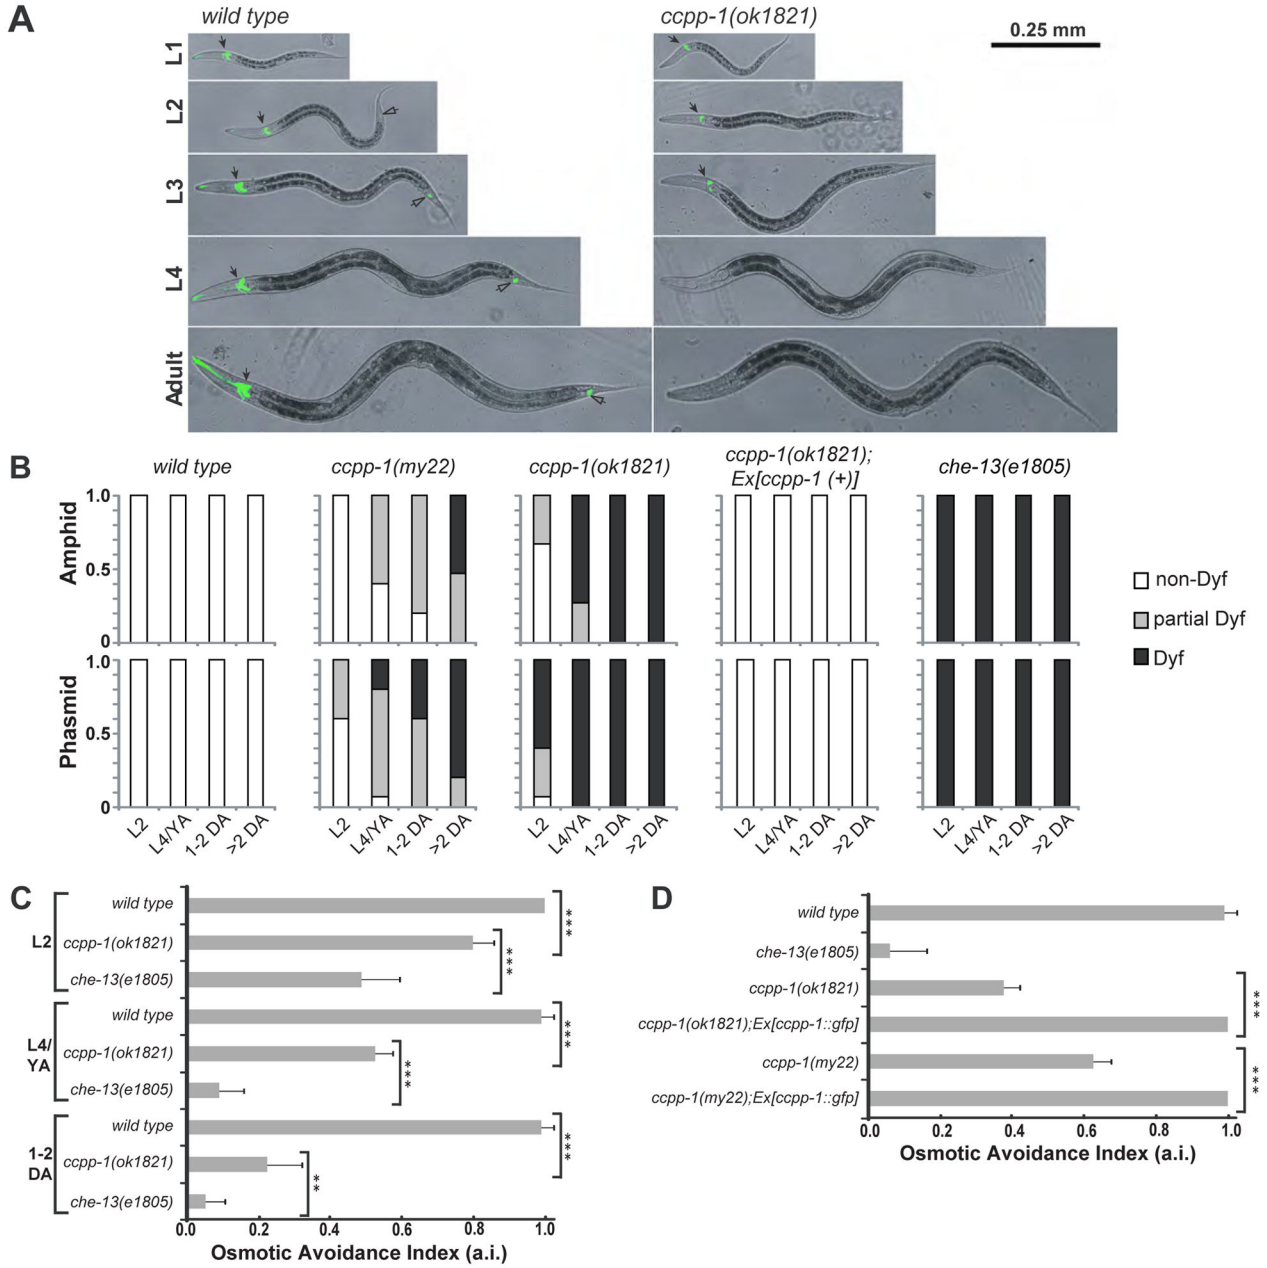 A
wild type
ccpp-1(ok1821)
0.25 mm
L1
L2
L3
L4
Adult
B
wild type
ccpp-1(my22)
ccpp-1(ok1821)
ccpp-1(ok1821);
Ex[ccpp-1 (+)]
che-13(e1805)
Amphid
1.0
0.5
0
non-Dyf
partial Dyf
Dyf
Phasmid
1.0
0.5
0
L2 L4/YA 1-2 DA >2 DA
L2 L4/YA 1-2 DA >2 DA
L2 L4/YA 1-2 DA >2 DA
L2 L4/YA 1-2 DA >2 DA
L2 L4/YA 1-2 DA >2 DA
C
L2
wild type
ccpp-1(ok1821)
che-13(e1805)
***
***
L4/
YA
wild type
ccpp-1(ok1821)
che-13(e1805)
***
***
1-2
DA
wild type
ccpp-1(ok1821)
che-13(e1805)
***
**
0.0 0.2 0.4 0.6 0.8 1.0
Osmotic Avoidance Index (a.i.)
D
wild type
che-13(e1805)
ccpp-1(ok1821)
ccpp-1(ok1821);Ex[ccpp-1::gfp]
ccpp-1(my22)
ccpp-1(my22);Ex[ccpp-1::gfp]
***
***
0.0 0.2 0.4 0.6 0.8 1.0
Osmotic Avoidance Index (a.i.)